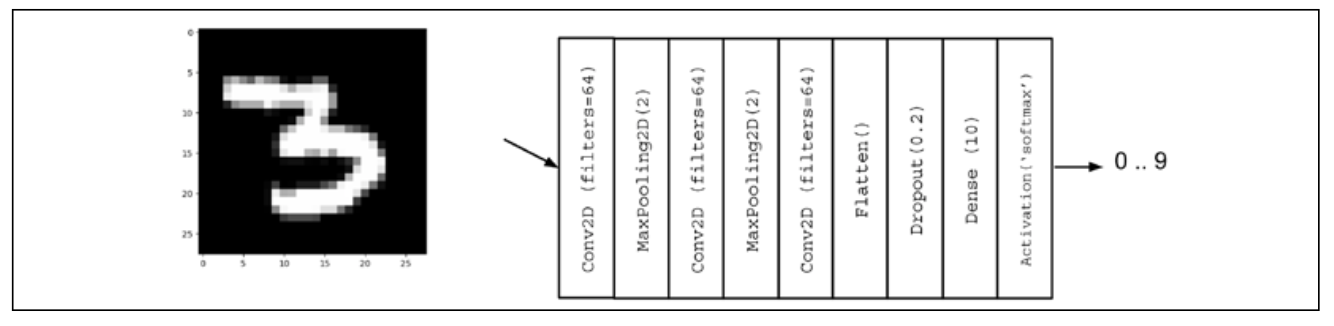 0
5
10
15
20
25
0 5 10 15 20 25
Conv2D (filters=64)
MaxPooling2D(2)
Conv2D (filters=64)
MaxPooling2D(2)
Conv2D (filters=64)
Flatten()
Dropout(0.2)
Dense (10)
Activation('softmax')
0 .. 9